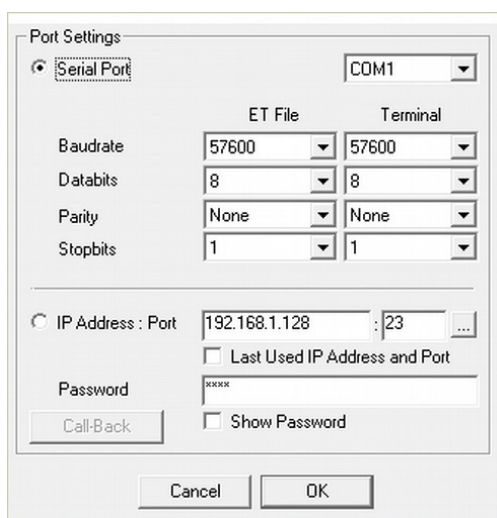 Port Settings
Serial Port COM1
ET File Terminal
Baudrate 57600 57600
Databits 8 8
Parity None None
Stopbits 1 1
IP Address : Port 192.168.1.128 : 23 ...
Last Used IP Address and Port
Password ****
Call-Back Show Password
Cancel OK